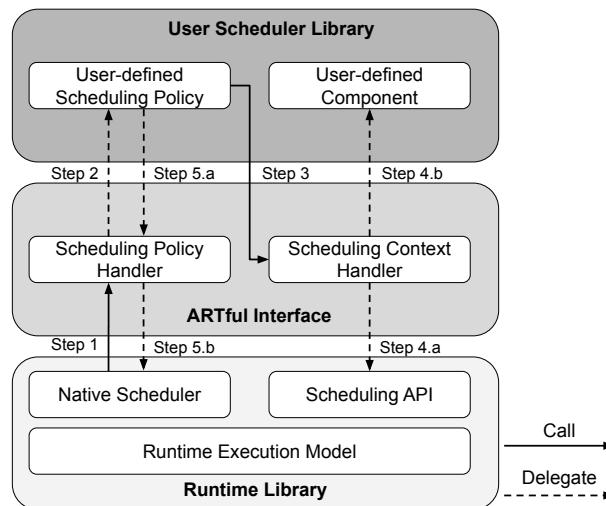 User Scheduler Library
User-defined
Scheduling Policy
User-defined
Component
Step 2
Step 5.a
Step 3
Step 4.b
Scheduling Policy
Handler
Scheduling Context
Handler
ARTful Interface
Step 1
Step 5.b
Step 4.a
Native Scheduler
Scheduling API
Runtime Execution Model
Runtime Library
Call
Delegate